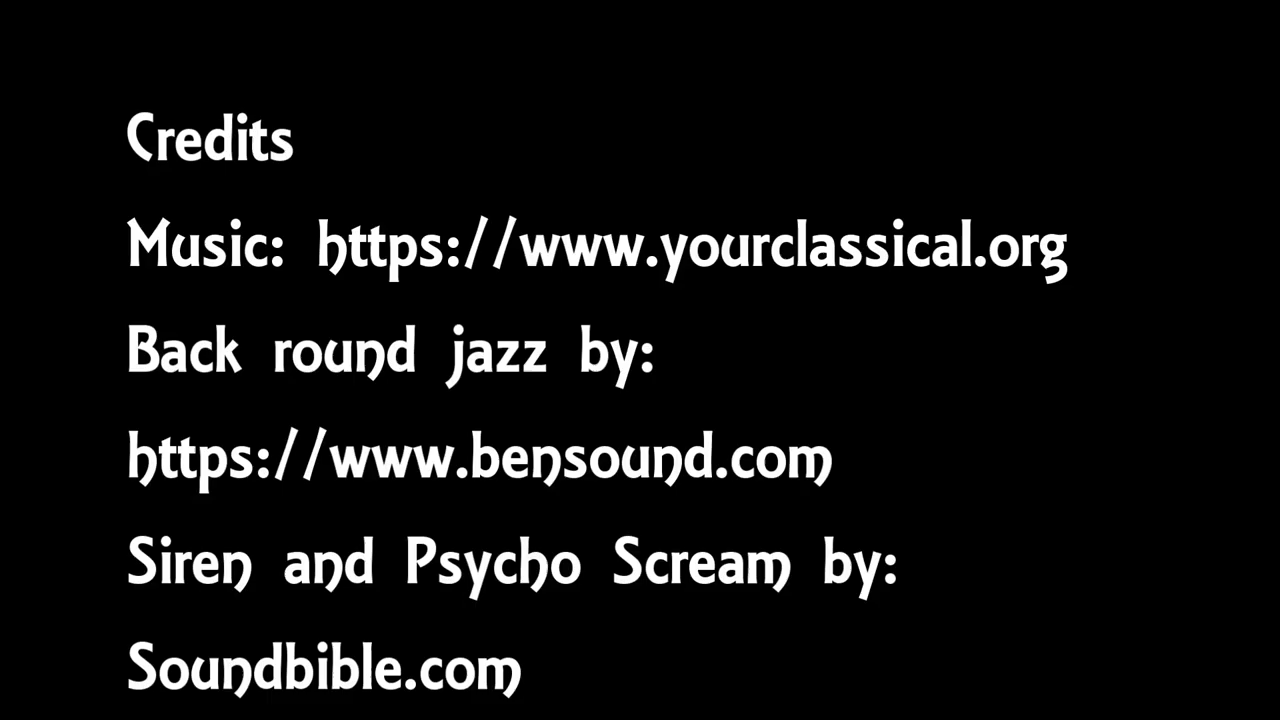 Credits
Music: https://www.yourclassical.org
Back round jazz by:
https://www.bensound.com
Siren and Psycho Scream by:
Soundbible.com